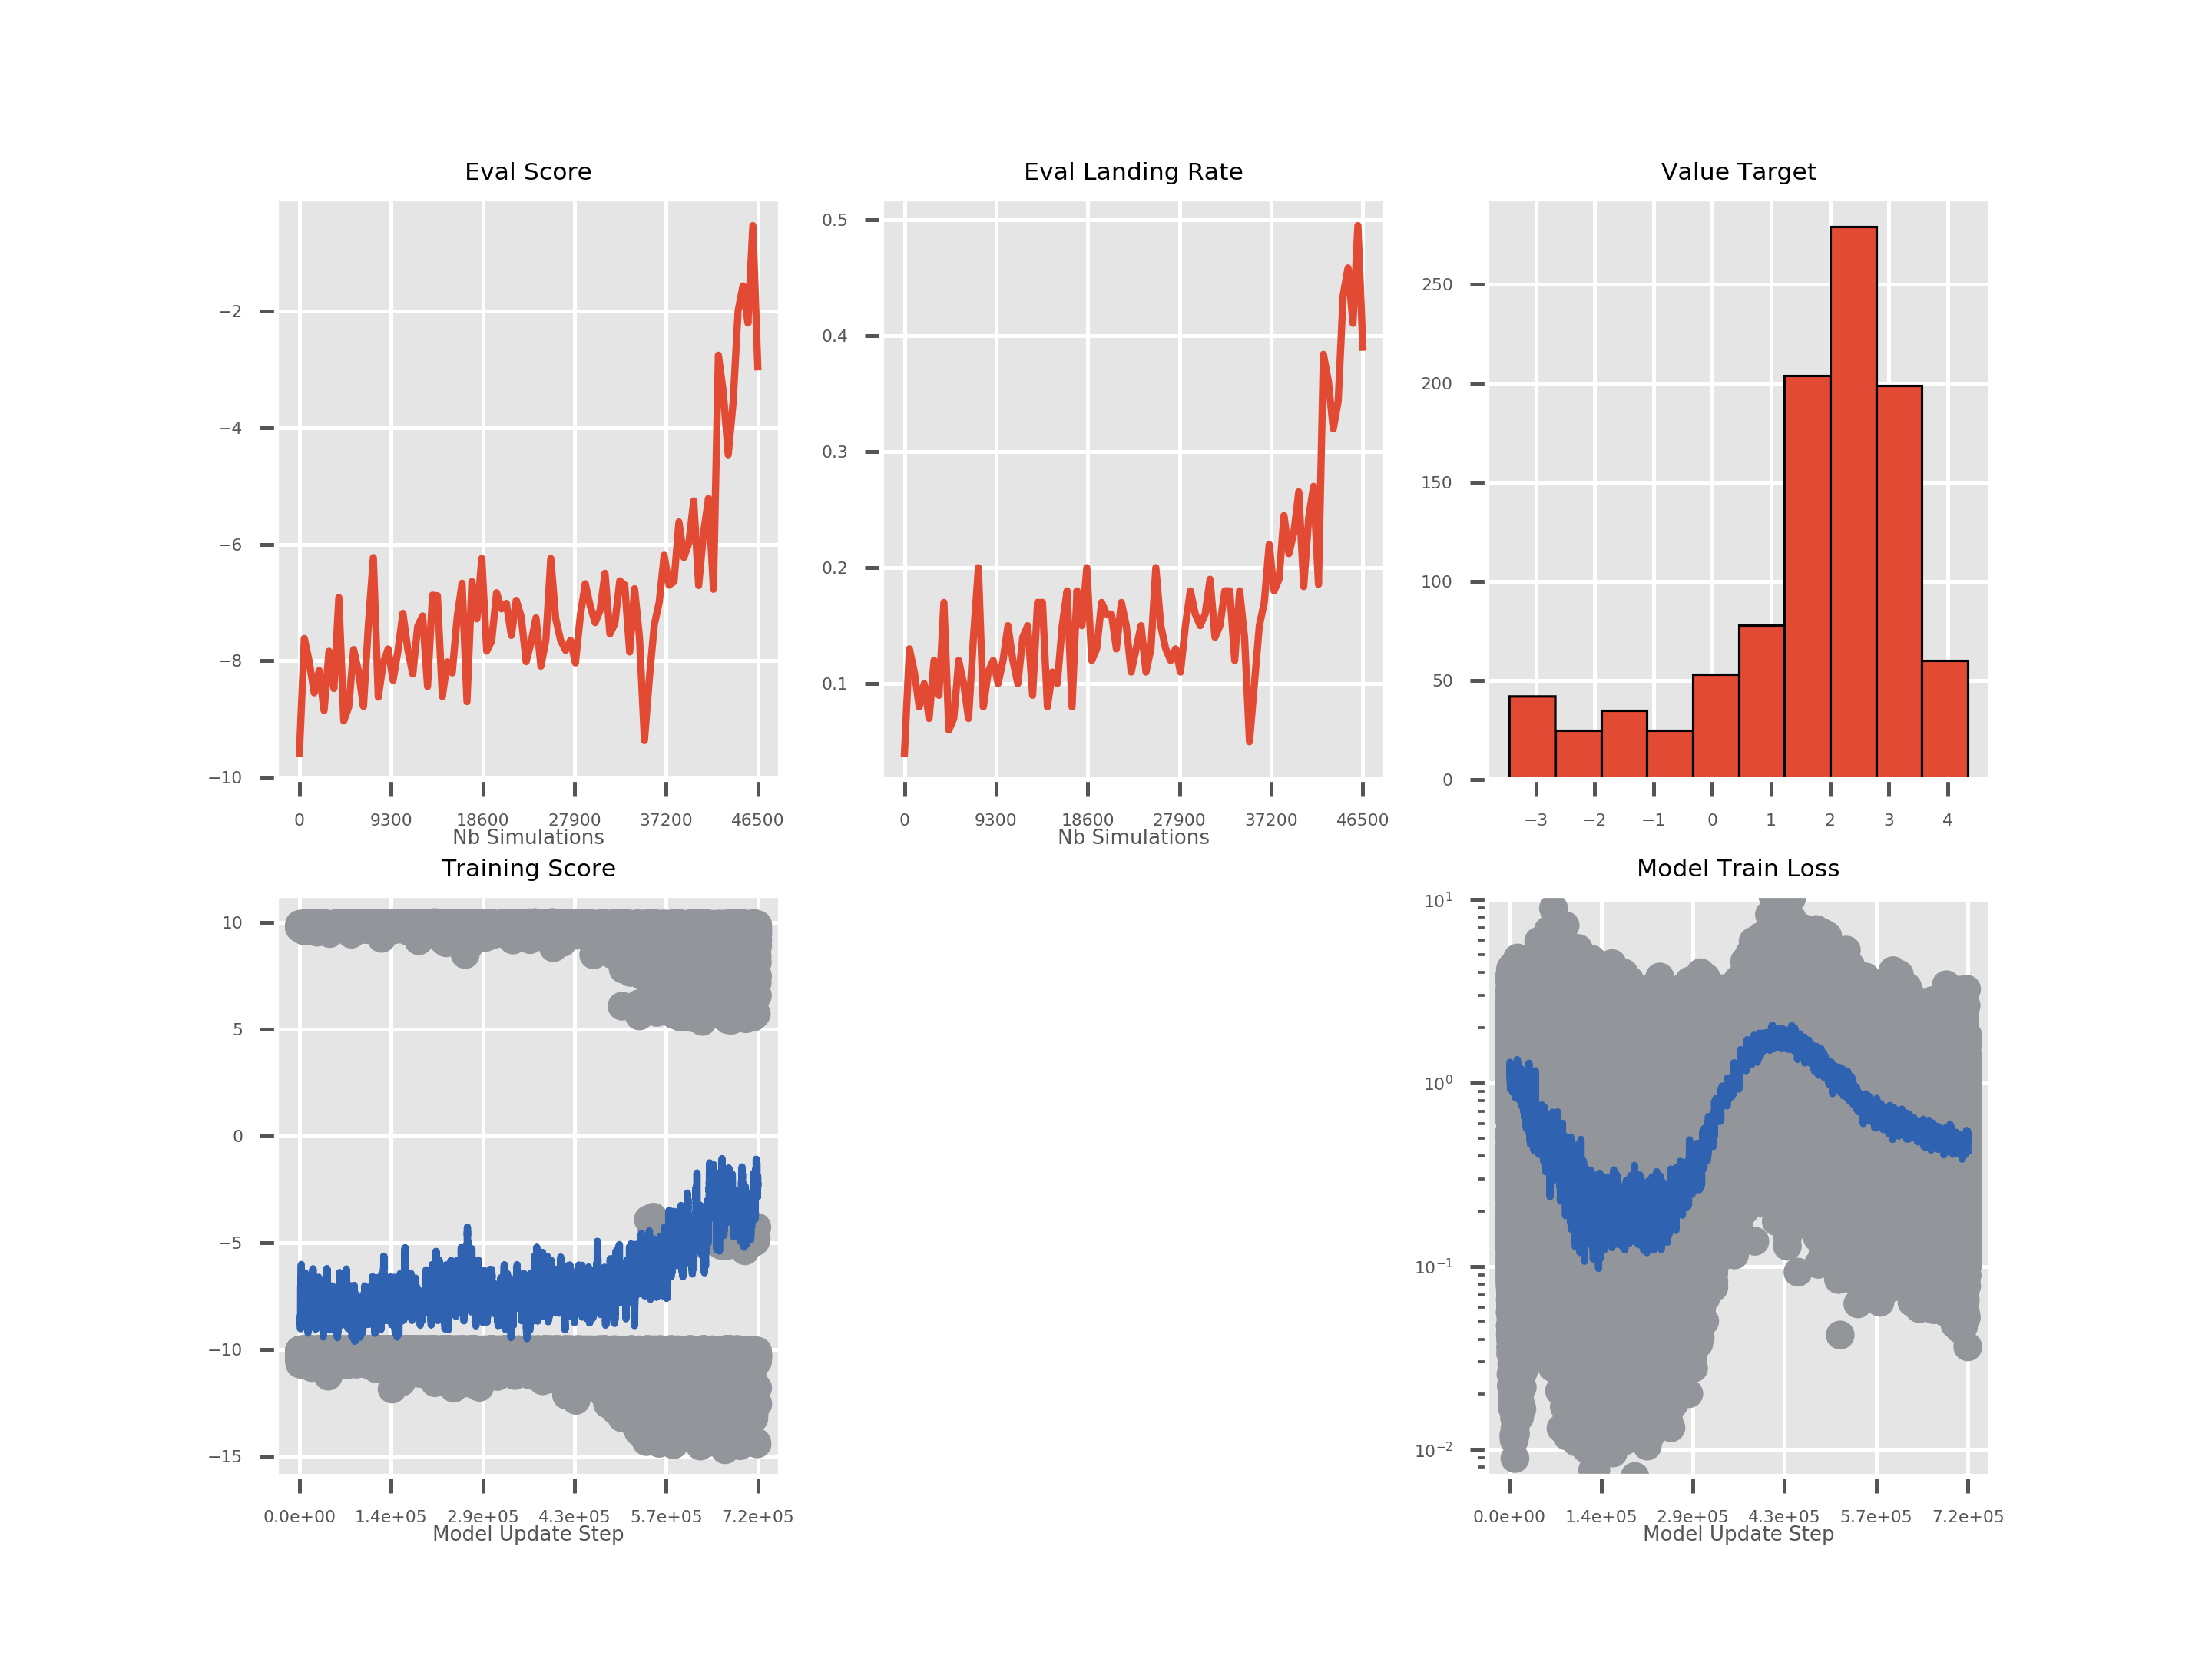 Eval Score
−2
−4
−6
−8
−10
0 9300 18600 27900 37200 46500
Nb Simulations
Eval Landing Rate
0.5
0.4
0.3
0.2
0.1
0 9300 18600 27900 37200 46500
Nb Simulations
Value Target
250
200
150
100
50
0
−3 −2 −1 0 1 2 3 4
Training Score
10
5
0
−5
−10
−15
0.0e+00 1.4e+05 2.9e+05 4.3e+05 5.7e+05 7.2e+05
Model Update Step
Model Train Loss
10¹
10⁰
10⁻¹
10⁻²
0.0e+00 1.4e+05 2.9e+05 4.3e+05 5.7e+05 7.2e+05
Model Update Step